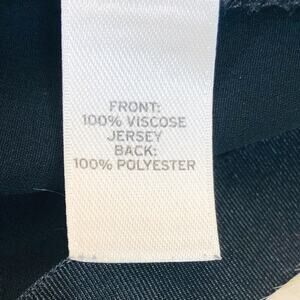 FRONT:
100% VISCOSE
JERSEY
BACK:
100% POLYESTER